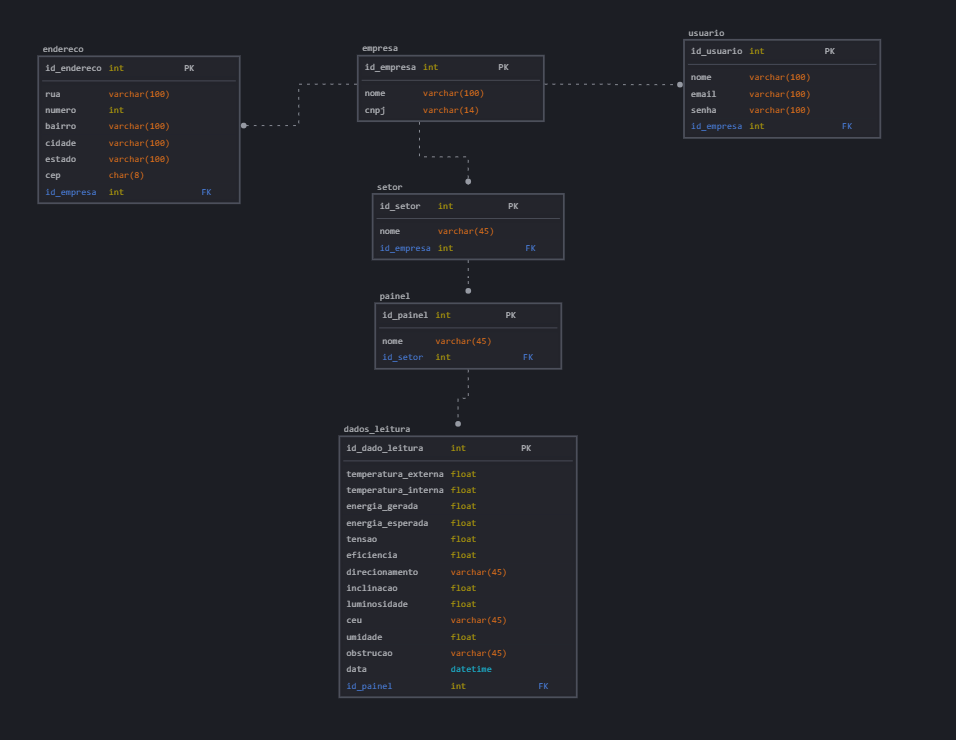 endereco
id_endereco int PK
rua varchar(100)
numero int
bairro varchar(100)
cidade varchar(100)
estado varchar(100)
cep char(8)
id_empresa int FK
empresa
id_empresa int PK
nome varchar(100)
cnpj varchar(14)
usuario
id_usuario int PK
nome varchar(100)
email varchar(100)
senha varchar(100)
id_empresa int FK
setor
id_setor int PK
nome varchar(45)
id_empresa int FK
painel
id_painel int PK
nome varchar(45)
id_setor int FK
dados_leitura
id_dado_leitura int PK
temperatura_externa float
temperatura_interna float
energia_gerada float
energia_esperada float
tensao float
eficiencia float
direcionamento varchar(45)
inclinacao float
luminosidade float
ceu varchar(45)
umidade float
obstrucao varchar(45)
data datetime
id_painel int FK